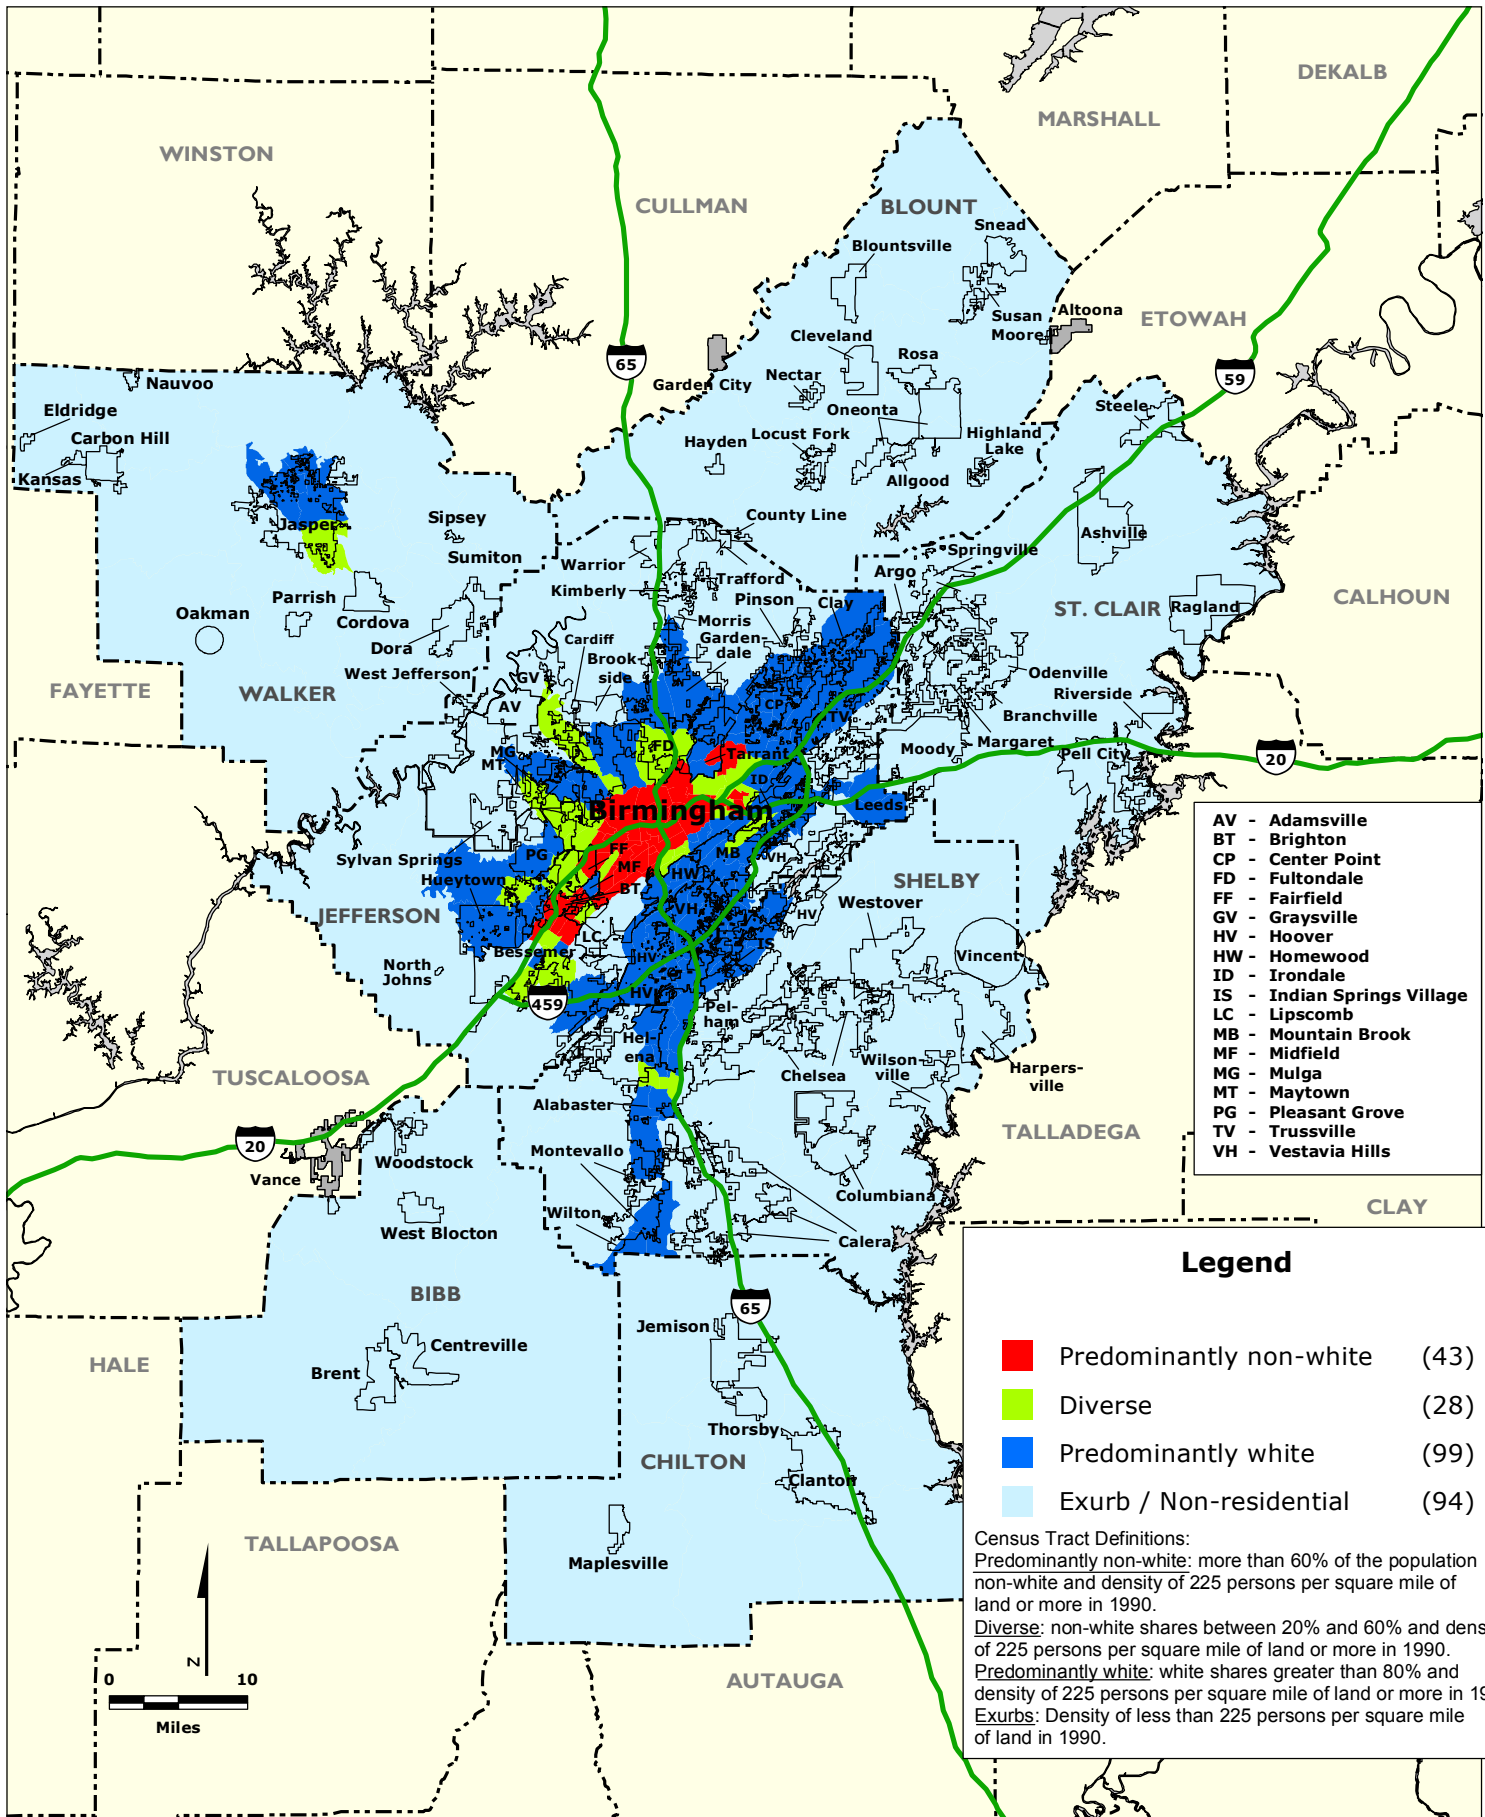 DEKALB
MARSHALL
WINSTON
CULLMAN
BLOUNT
Snead
Blountsville
Susan
Moore
Altoona
ETOWAH
Cleveland
Rosa
65
Garden City
Nectar
59
Nauvoo
Eldridge
Carbon Hill
Kansas
Oneonta
Steele
Hayden
Locust Fork
Highland
Lake
Allgood
Jasper
Sipsey
County Line
Ashville
Sumiton
Warrior
Springville
Kimberly
Trafford
Argo
Pinson
Clay
Parrish
Oakman
Cordova
ST. CLAIR
Ragland
CALHOUN
Morris
Dora
Cardiff
Garden-
dale
Brook-
side
West Jefferson
GV
Odenville
FAYETTE
WALKER
Riverside
AV
CP
TV
Branchville
MG
MT
FD
Tarrant
Moody
Margaret
Pell City
20
ID
Birmingham
Leeds
AV - Adamsville
BT - Brighton
CP - Center Point
FD - Fultondale
FF - Fairfield
GV - Graysville
HV - Hoover
HW - Homewood
ID - Irondale
IS - Indian Springs Village
LC - Lipscomb
MB - Mountain Brook
MF - Midfield
MG - Mulga
MT - Maytown
PG - Pleasant Grove
TV - Trussville
VH - Vestavia Hills
Sylvan Springs
PG
FF
MB
VH
Hueytown
MF
HW
SHELBY
BT
Westover
JEFFERSON
VH
HV
LC
IS
Bessemer
HV
Vincent
North
Johns
HV
459
Pel-
ham
Hel-
ena
Wilson-
ville
Chelsea
Harpers-
ville
TUSCALOOSA
Alabaster
TALLADEGA
20
Woodstock
Montevallo
Vance
Columbiana
West Blocton
Wilton
Calera
CLAY
BIBB
65
Jemison
HALE
Centreville
Brent
Thorsby
CHILTON
Clanton
TALLAPOOSA
Maplesville
AUTAUGA
N
0 10
Miles
Legend
Predominantly non-white (43)
Diverse (28)
Predominantly white (99)
Exurb / Non-residential (94)
Census Tract Definitions:
Predominantly non-white: more than 60% of the population
non-white and density of 225 persons per square mile of
land or more in 1990.
Diverse: non-white shares between 20% and 60% and dens
of 225 persons per square mile of land or more in 1990.
Predominantly white: white shares greater than 80% and
density of 225 persons per square mile of land or more in 19
Exurbs: Density of less than 225 persons per square mile
of land in 1990.